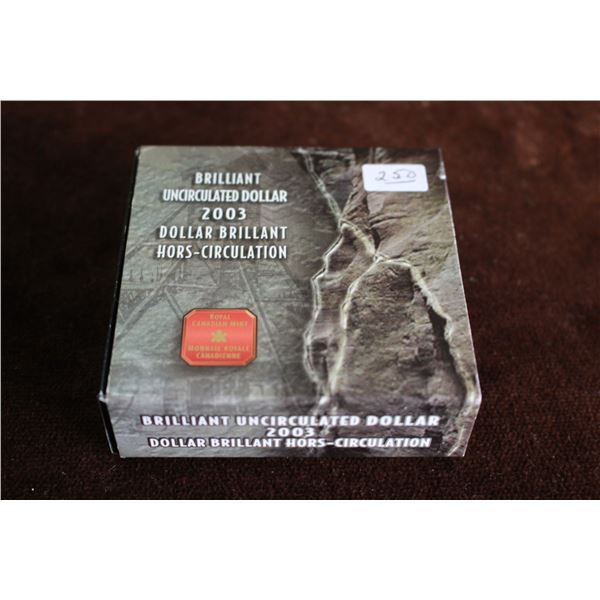 BRILLIANT
UNCIRCULATED DOLLAR
2003
DOLLAR BRILLANT
HORS-CIRCULATION
250
ROYAL
CANADIAN MINT
MONNAIE ROYALE
CANADIENNE
BRILLIANT UNCIRCULATED DOLLAR
2003
DOLLAR BRILLANT HORS-CIRCULATION